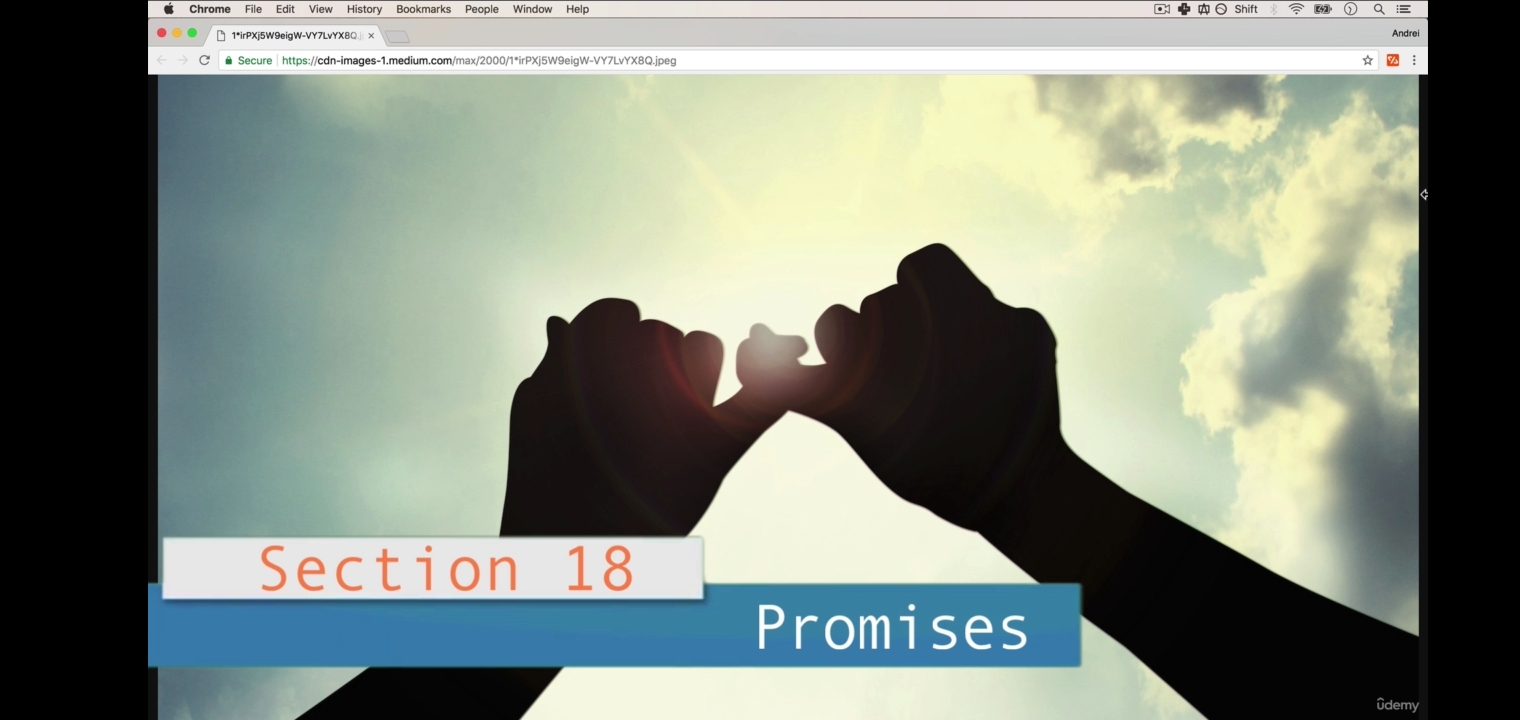 Chrome File Edit View History Bookmarks People Window Help Shift
1*irPXj5W9eigW-VY7LvYX8Q.j Andrei
Secure https://cdn-images-1.medium.com/max/2000/1*irPXj5W9eigW-VY7LvYX8Q.jpeg
Section 18
Promises
ûdemy